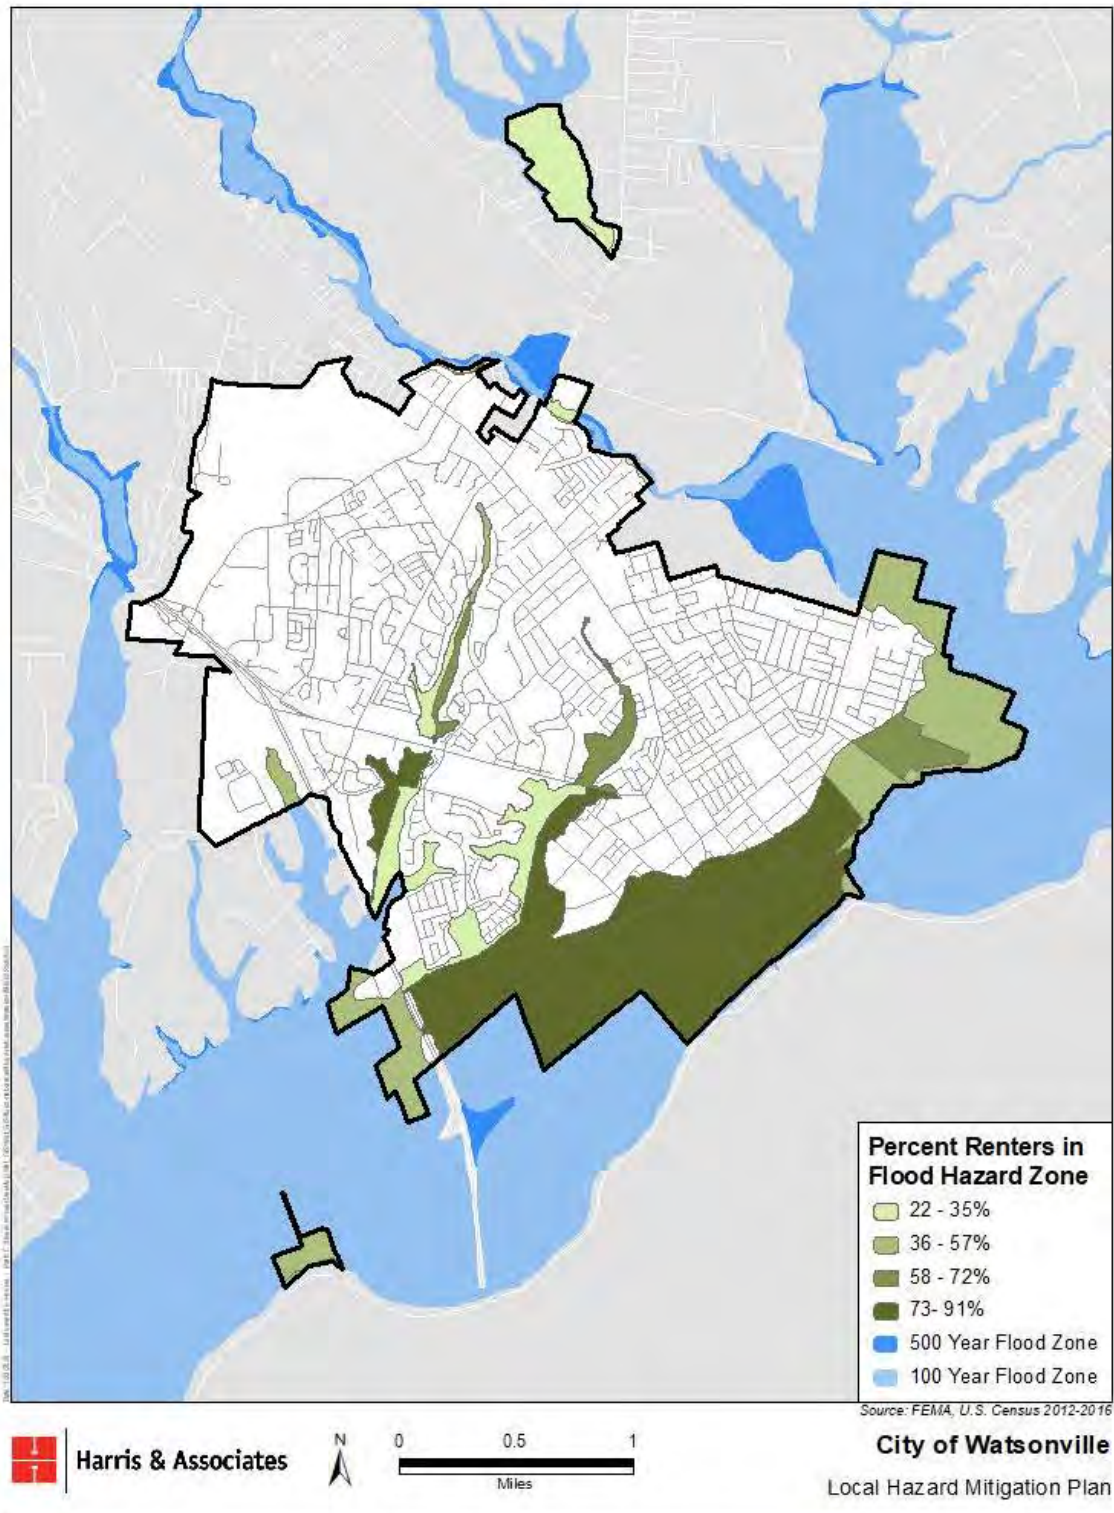 Percent Renters in
Flood Hazard Zone
22 - 35%
36 - 57%
58 - 72%
73- 91%
500 Year Flood Zone
100 Year Flood Zone
Source: FEMA, U.S. Census 2012-2016
Harris & Associates
N
0 0.5 1
Miles
City of Watsonville
Local Hazard Mitigation Plan